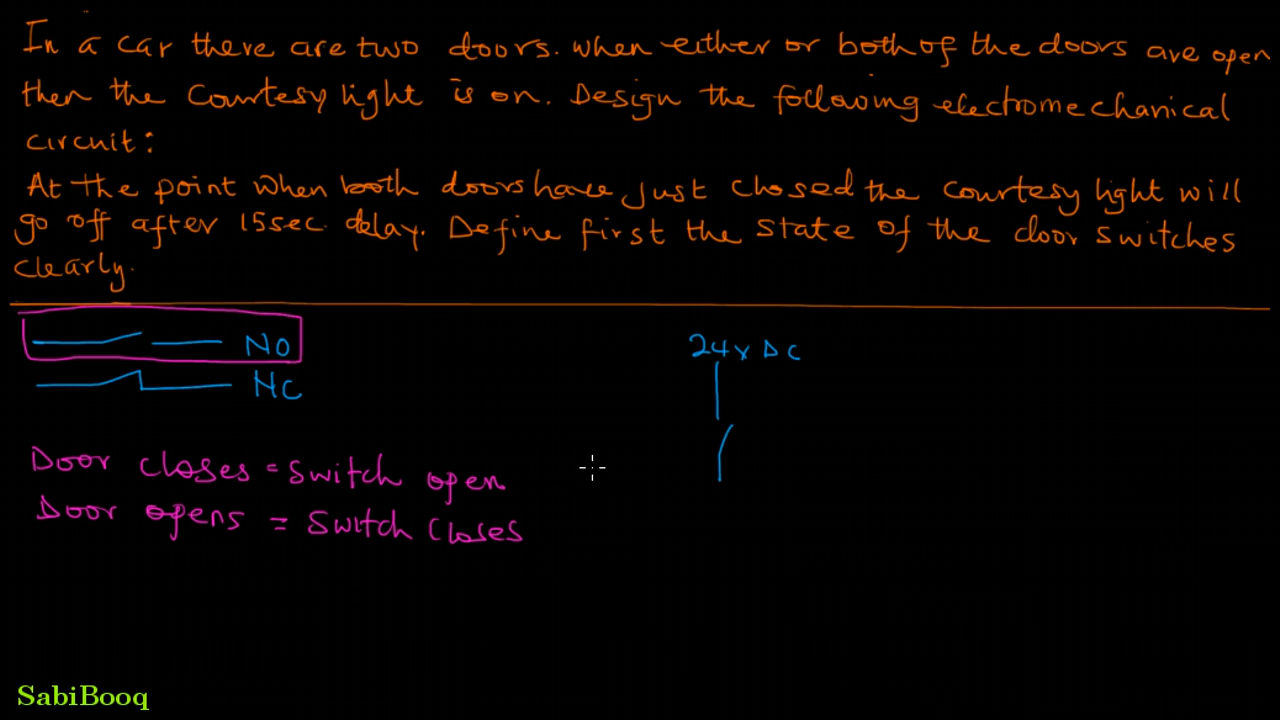 In a car there are two doors. when either or both of the doors are open
then the courtesy light is on. Design the following electromechanical
circuit:
At the point when both doors have just closed the courtesy light will
go off after 15sec. delay. Define first the state of the door switches
clearly.
NO
NC
24V DC
Door closes = Switch open
Door opens = Switch closes
SabiBooq